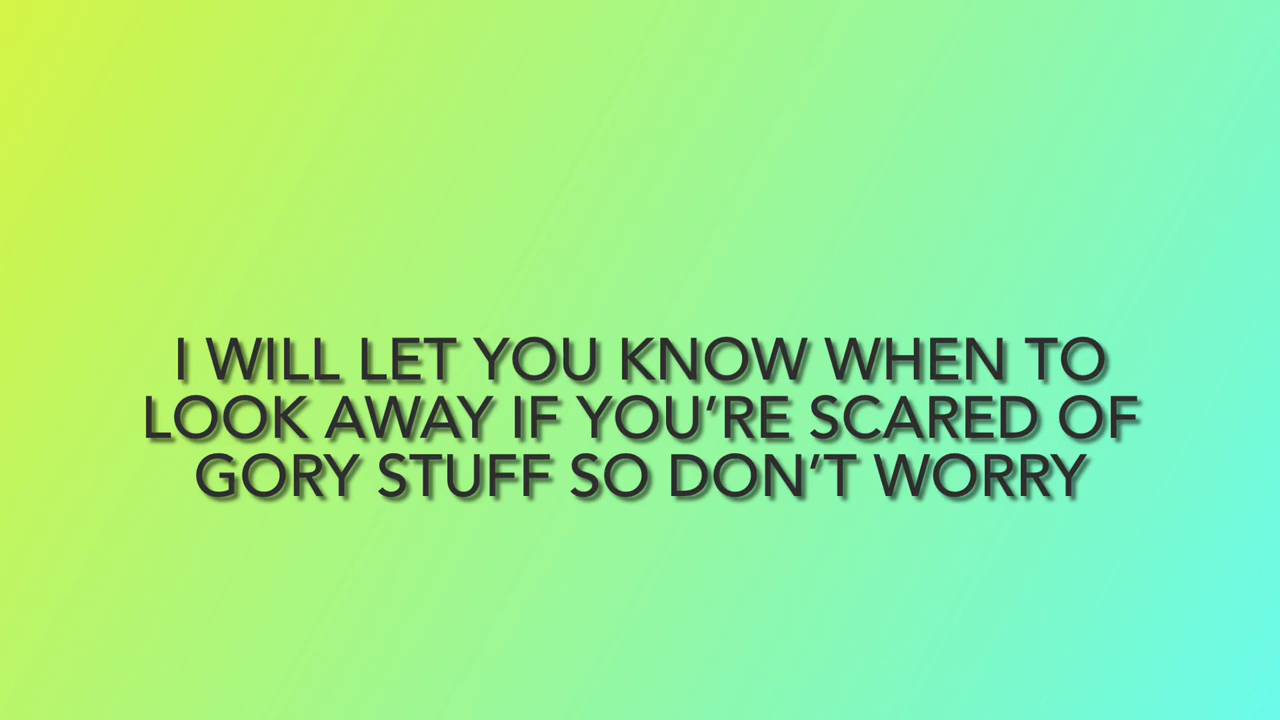 I WILL LET YOU KNOW WHEN TO
LOOK AWAY IF YOU’RE SCARED OF
GORY STUFF SO DON’T WORRY